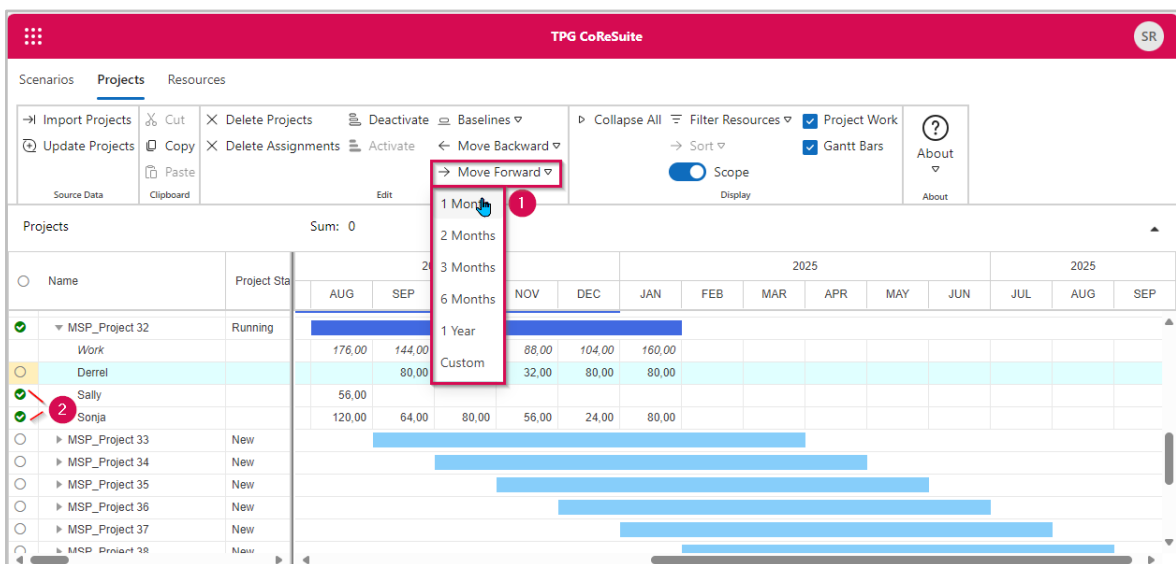 TPG CoReSuite
SR
Scenarios Projects Resources
Import Projects Cut Delete Projects Deactivate Baselines Collapse All Filter Resources Project Work
Update Projects Copy Delete Assignments Activate Move Backward Sort Gantt Bars About
Paste Move Forward Scope
Source Data Clipboard Edit Display About
1 Month 1
2 Months
3 Months
6 Months
1 Year
Custom
Projects Sum: 0
Name Project Sta
2025 2025
AUG SEP NOV DEC JAN FEB MAR APR MAY JUN JUL AUG SEP
MSP_Project 32 Running
Work 176,00 144,00 88,00 104,00 160,00
Derrel 80,00 32,00 80,00 80,00
Sally 56,00
2
Sonja 120,00 64,00 80,00 56,00 24,00 80,00
MSP_Project 33 New
MSP_Project 34 New
MSP_Project 35 New
MSP_Project 36 New
MSP_Project 37 New
MSP_Project 38 New